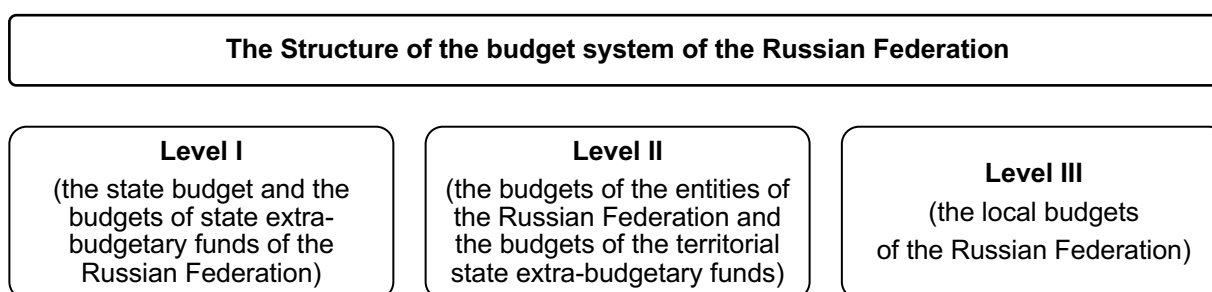 The Structure of the budget system of the Russian Federation
Level I
(the state budget and the
budgets of state extra-
budgetary funds of the
Russian Federation)
Level II
(the budgets of the entities of
the Russian Federation and
the budgets of the territorial
state extra-budgetary funds)
Level III
(the local budgets
of the Russian Federation)